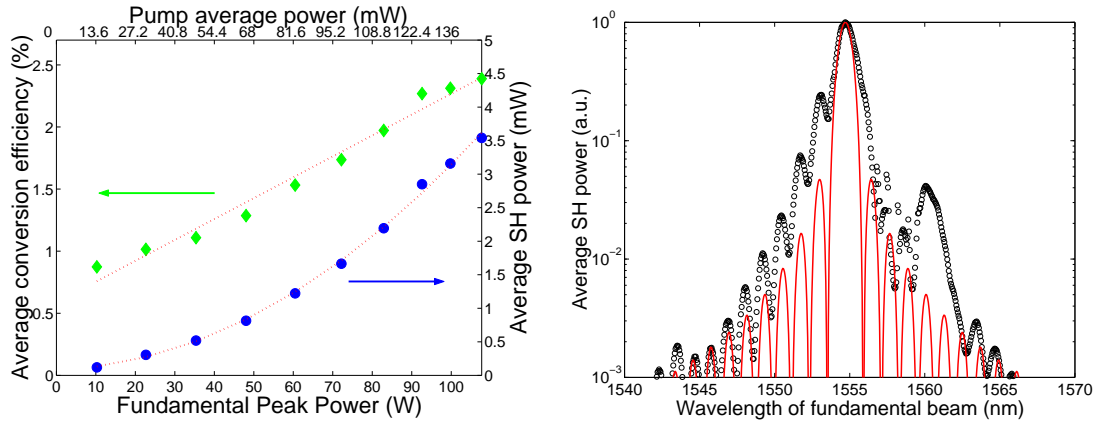 Pump average power (mW)
0 13.6 27.2 40.8 54.4 68 81.6 95.2 108.8 122.4 136
Average conversion efficiency (%)
2.5
2
1.5
1
0.5
0
5
4.5
4
3.5
3
2.5
2
1.5
1
0.5
0
Average SH power (mW)
0 10 20 30 40 50 60 70 80 90 100
Fundamental Peak Power (W)
Average SH power (a.u.)
10^0
10^-1
10^-2
10^-3
1540 1545 1550 1555 1560 1565 1570
Wavelength of fundamental beam (nm)